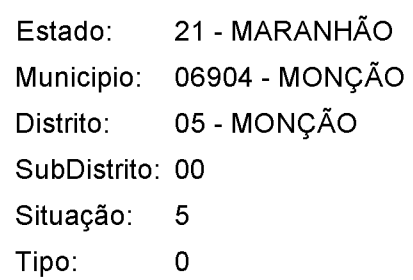 Estado: 21 - MARANHÃO
Municipio: 06904 - MONÇÃO
Distrito: 05 - MONÇÃO
SubDistrito: 00
Situação: 5
Tipo: 0